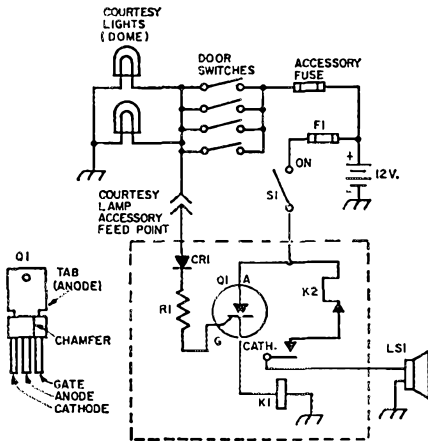 COURTESY
LIGHTS
(DOME)
DOOR
SWITCHES
ACCESSORY
FUSE
F1
ON
+
12V.
-
S1
COURTESY
LAMP
ACCESSORY
FEED POINT
Q1
TAB
(ANODE)
CHAMFER
GATE
ANODE
CATHODE
CR1
Q1
A
K2
R1
G
CATH.
LS1
K1